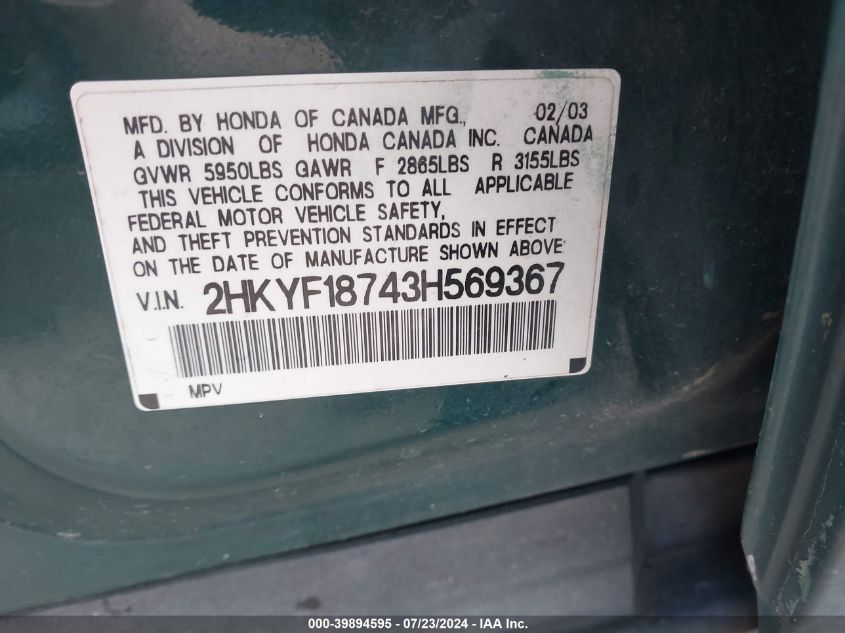 MFD. BY HONDA OF CANADA MFG., 02/03
A DIVISION OF HONDA CANADA INC. CANADA
GVWR 5950LBS GAWR F 2865LBS R 3155LBS
THIS VEHICLE CONFORMS TO ALL APPLICABLE
FEDERAL MOTOR VEHICLE SAFETY,
AND THEFT PREVENTION STANDARDS IN EFFECT
ON THE DATE OF MANUFACTURE SHOWN ABOVE.
V.I.N. 2HKYF18743H569367
MPV
000-39894595 - 07/23/2024 - IAA, Inc.